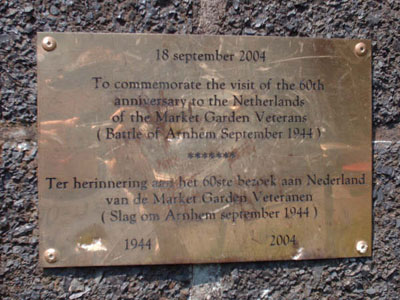 18 september 2004
To commemorate the visit of the 60th
anniversary to the Netherlands
of the Market Garden Veterans
( Battle of Arnhem September 1944 )
******
Ter herinnering aan het 60ste bezoek aan Nederland
van de Market Garden Veteranen
( Slag om Arnhem september 1944 )
1944 2004